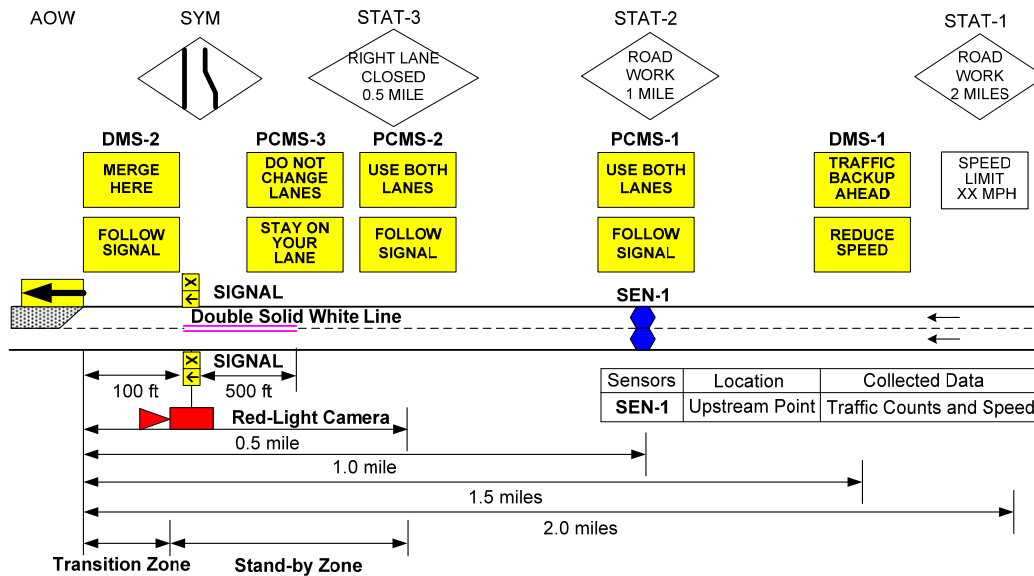 AOW
SYM
STAT-3
STAT-2
STAT-1
RIGHT LANE
CLOSED
0.5 MILE
ROAD
WORK
1 MILE
ROAD
WORK
2 MILES
DMS-2
PCMS-3
PCMS-2
PCMS-1
DMS-1
MERGE
HERE
DO NOT
CHANGE
LANES
USE BOTH
LANES
USE BOTH
LANES
TRAFFIC
BACKUP
AHEAD
SPEED
LIMIT
XX MPH
FOLLOW
SIGNAL
STAY ON
YOUR
LANE
FOLLOW
SIGNAL
FOLLOW
SIGNAL
REDUCE
SPEED
X
SIGNAL
SEN-1
Double Solid White Line
X
SIGNAL
100 ft
500 ft
Sensors Location Collected Data
SEN-1 Upstream Point Traffic Counts and Speed
Red-Light Camera
0.5 mile
1.0 mile
1.5 miles
2.0 miles
Transition Zone
Stand-by Zone